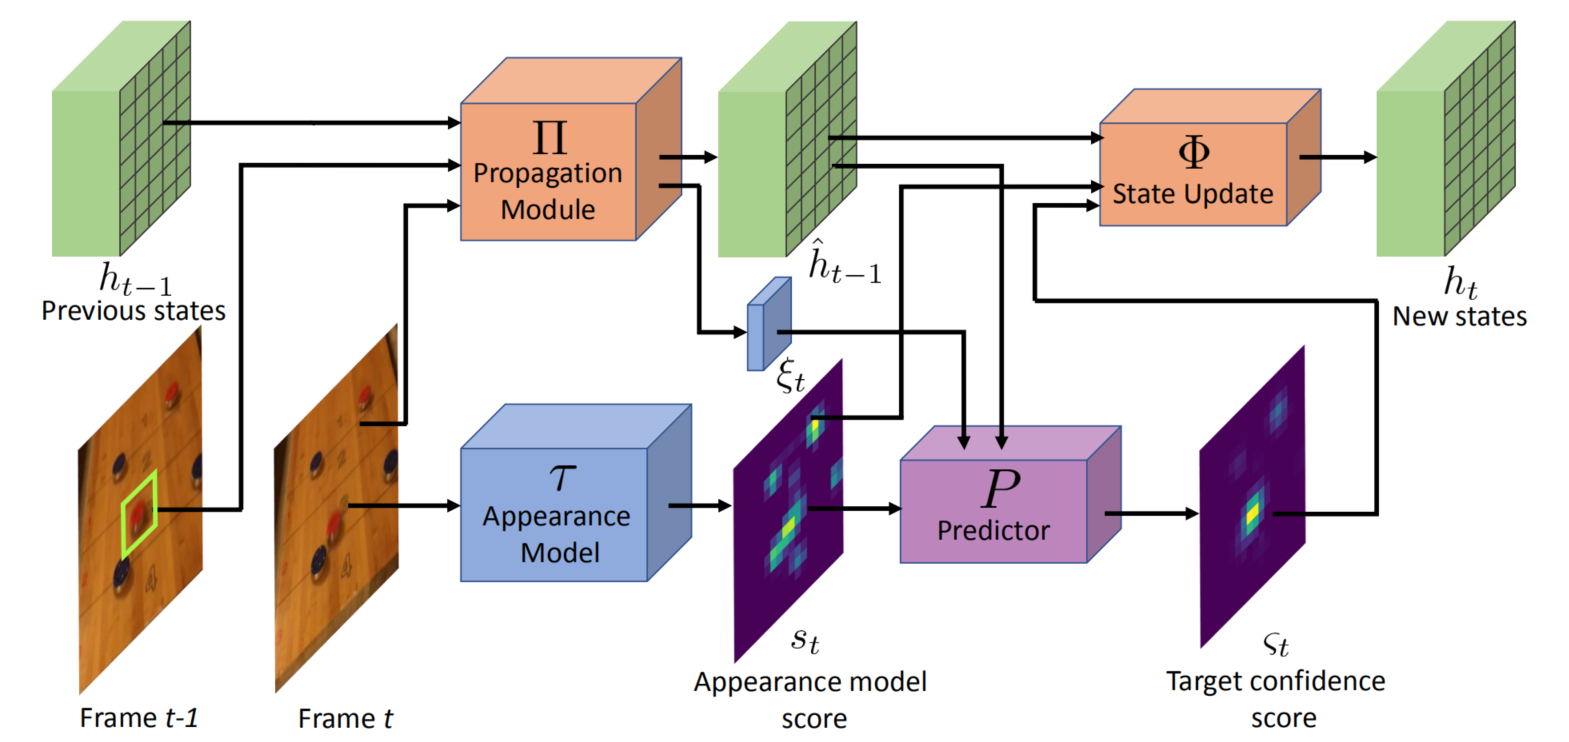 Π
Propagation
Module
Φ
State Update
h_{t−1}
Previous states
ĥ_{t−1}
h_t
New states
ξ_t
τ
Appearance
Model
P
Predictor
s_t
Appearance model
score
ς_t
Target confidence
score
Frame t-1
Frame t